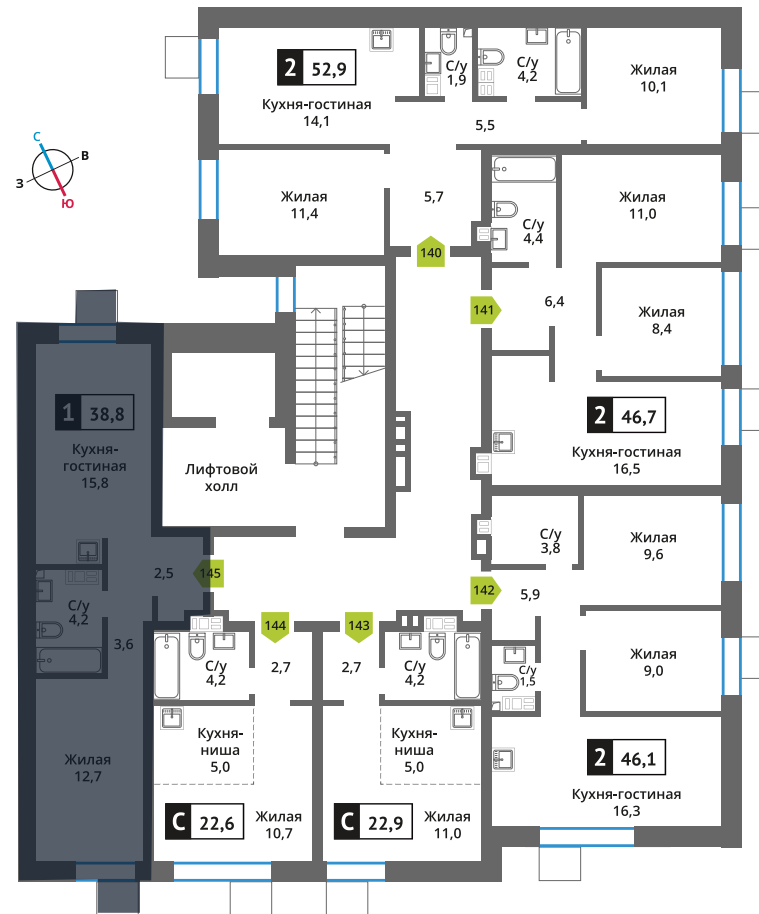 2 52,9
Кухня-гостиная
14,1
С/у
1,9
С/у
4,2
Жилая
10,1
5,5
С
В
З
Ю
Жилая
11,4
5,7
140
С/у
4,4
Жилая
11,0
141
6,4
Жилая
8,4
2 46,7
Кухня-гостиная
16,5
1 38,8
Кухня-
гостиная
15,8
Лифтовой
холл
С/у
3,8
Жилая
9,6
2,5
145
142
5,9
С/у
4,2
3,6
144
143
С/у
4,2
2,7
2,7
С/у
4,2
С/у
1,5
Жилая
9,0
Жилая
12,7
Кухня-
ниша
5,0
Кухня-
ниша
5,0
2 46,1
Кухня-гостиная
16,3
С 22,6
Жилая
10,7
С 22,9
Жилая
11,0